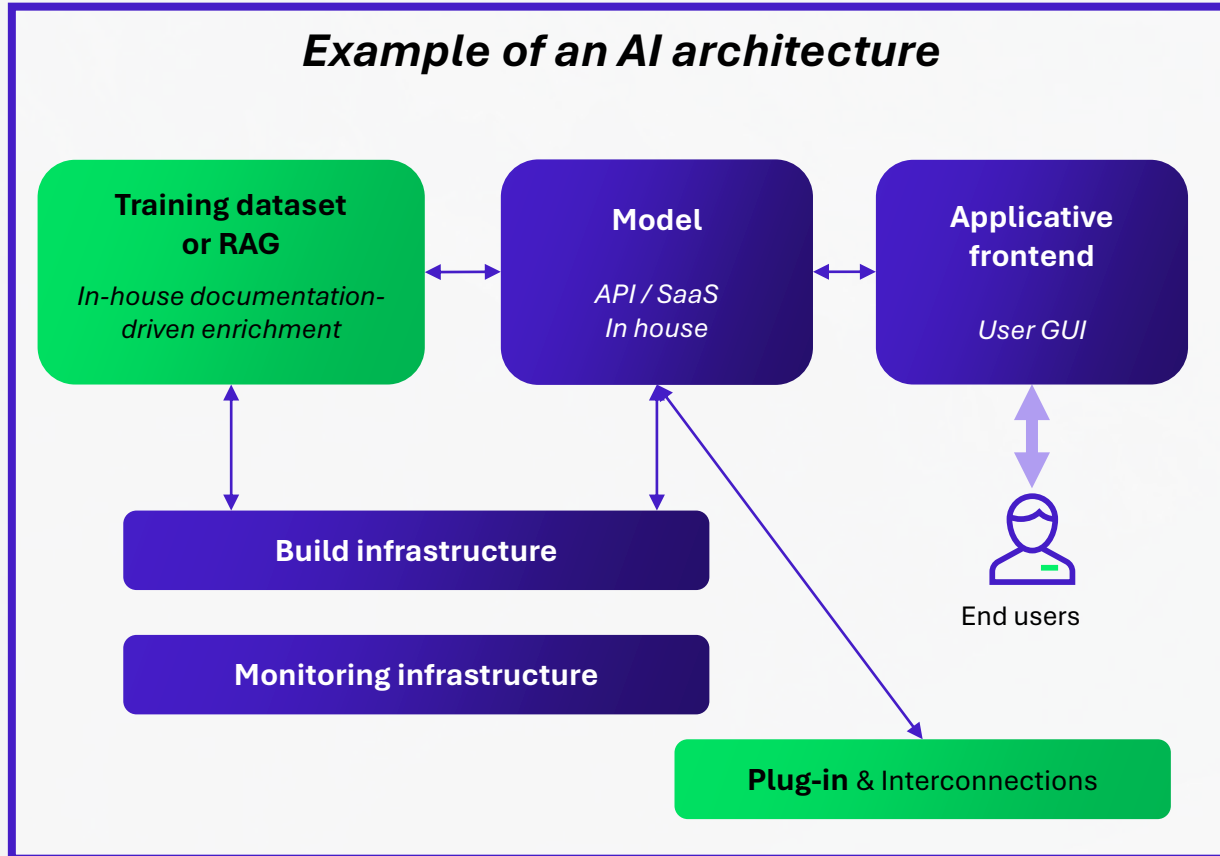 Example of an AI architecture
Training dataset
or RAG
In-house documentation-
driven enrichment
Model
API / SaaS
In house
Applicative
frontend
User GUI
Build infrastructure
End users
Monitoring infrastructure
Plug-in & Interconnections